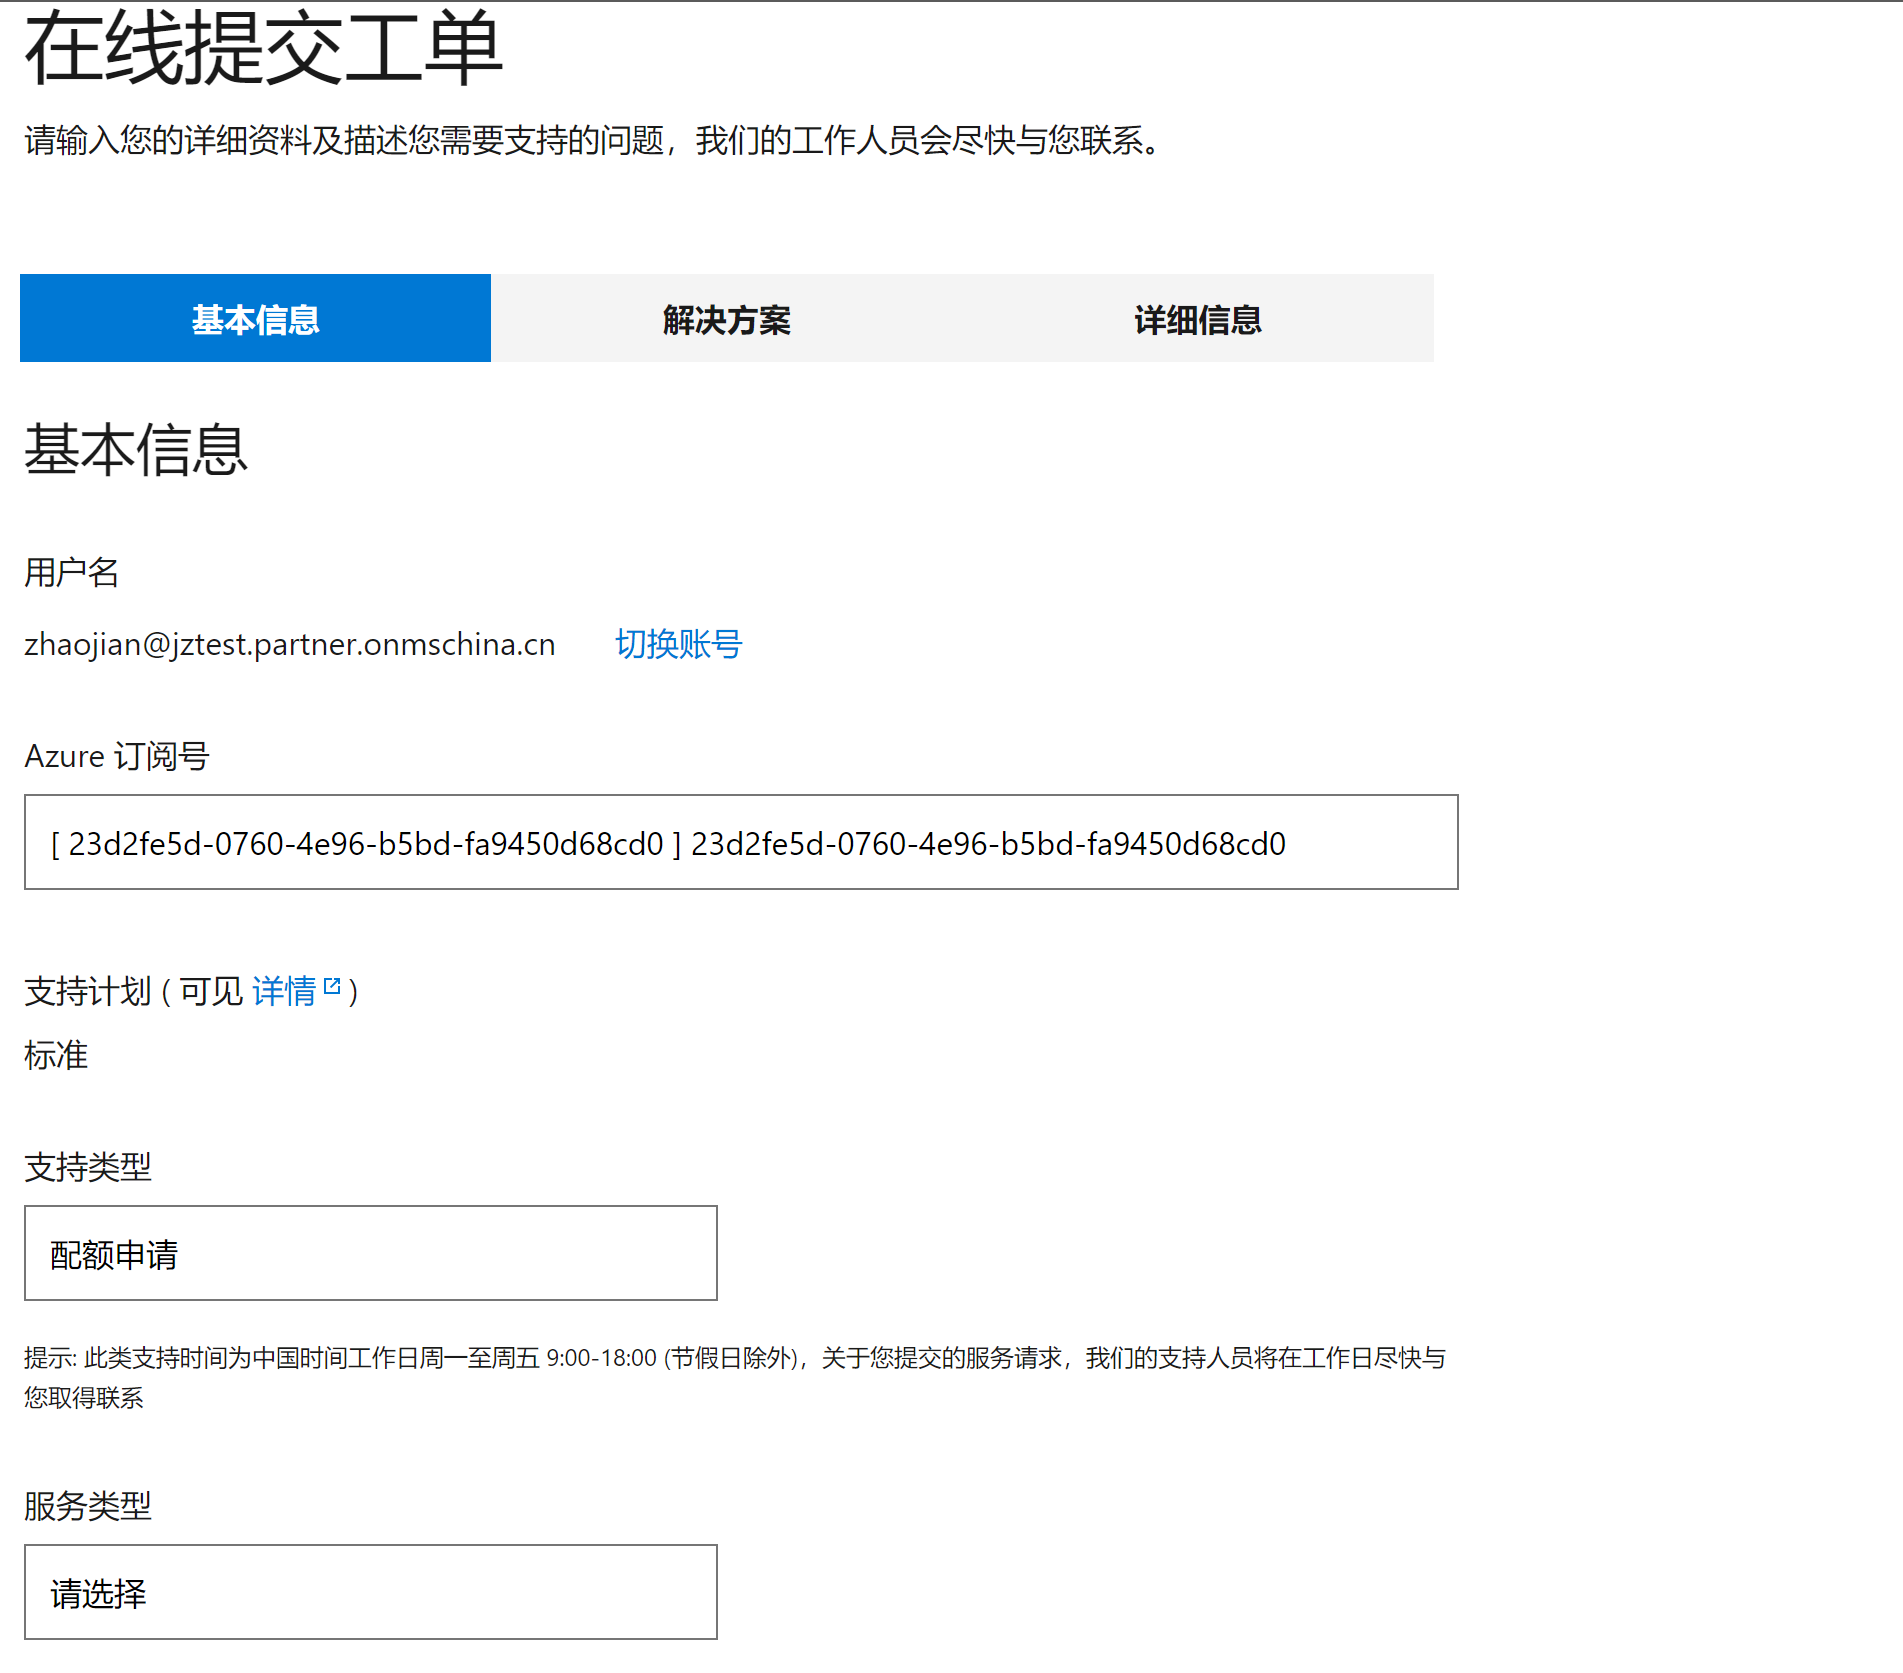 在线提交工单
请输入您的详细资料及描述您需要支持的问题，我们的工作人员会尽快与您联系。
基本信息 解决方案 详细信息
基本信息
用户名
zhaojian@jztest.partner.onmschina.cn 切换账号
Azure 订阅号
[ 23d2fe5d-0760-4e96-b5bd-fa9450d68cd0 ] 23d2fe5d-0760-4e96-b5bd-fa9450d68cd0
支持计划 ( 可见 详情 )
标准
支持类型
配额申请
提示: 此类支持时间为中国时间工作日周一至周五 9:00-18:00 (节假日除外)，关于您提交的服务请求，我们的支持人员将在工作日尽快与
您取得联系
服务类型
请选择